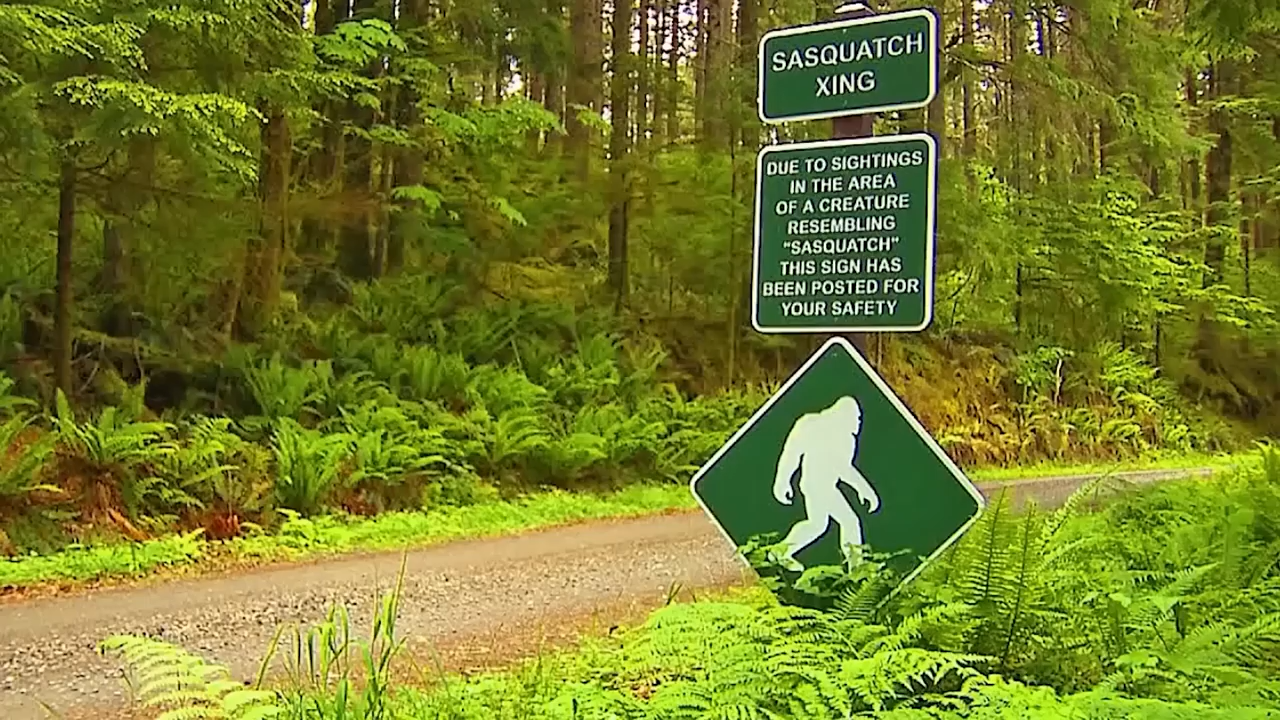 SASQUATCH
XING
DUE TO SIGHTINGS
IN THE AREA
OF A CREATURE
RESEMBLING
"SASQUATCH"
THIS SIGN HAS
BEEN POSTED FOR
YOUR SAFETY